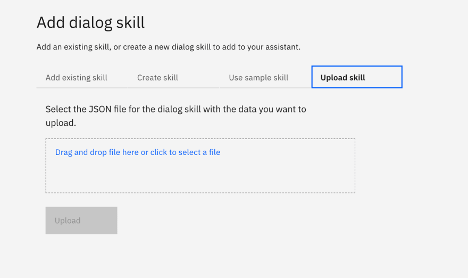 Add dialog skill
Add an existing skill, or create a new dialog skill to add to your assistant.
Add existing skill Create skill Use sample skill Upload skill
Select the JSON file for the dialog skill with the data you want to
upload.
Drag and drop file here or click to select a file
Upload